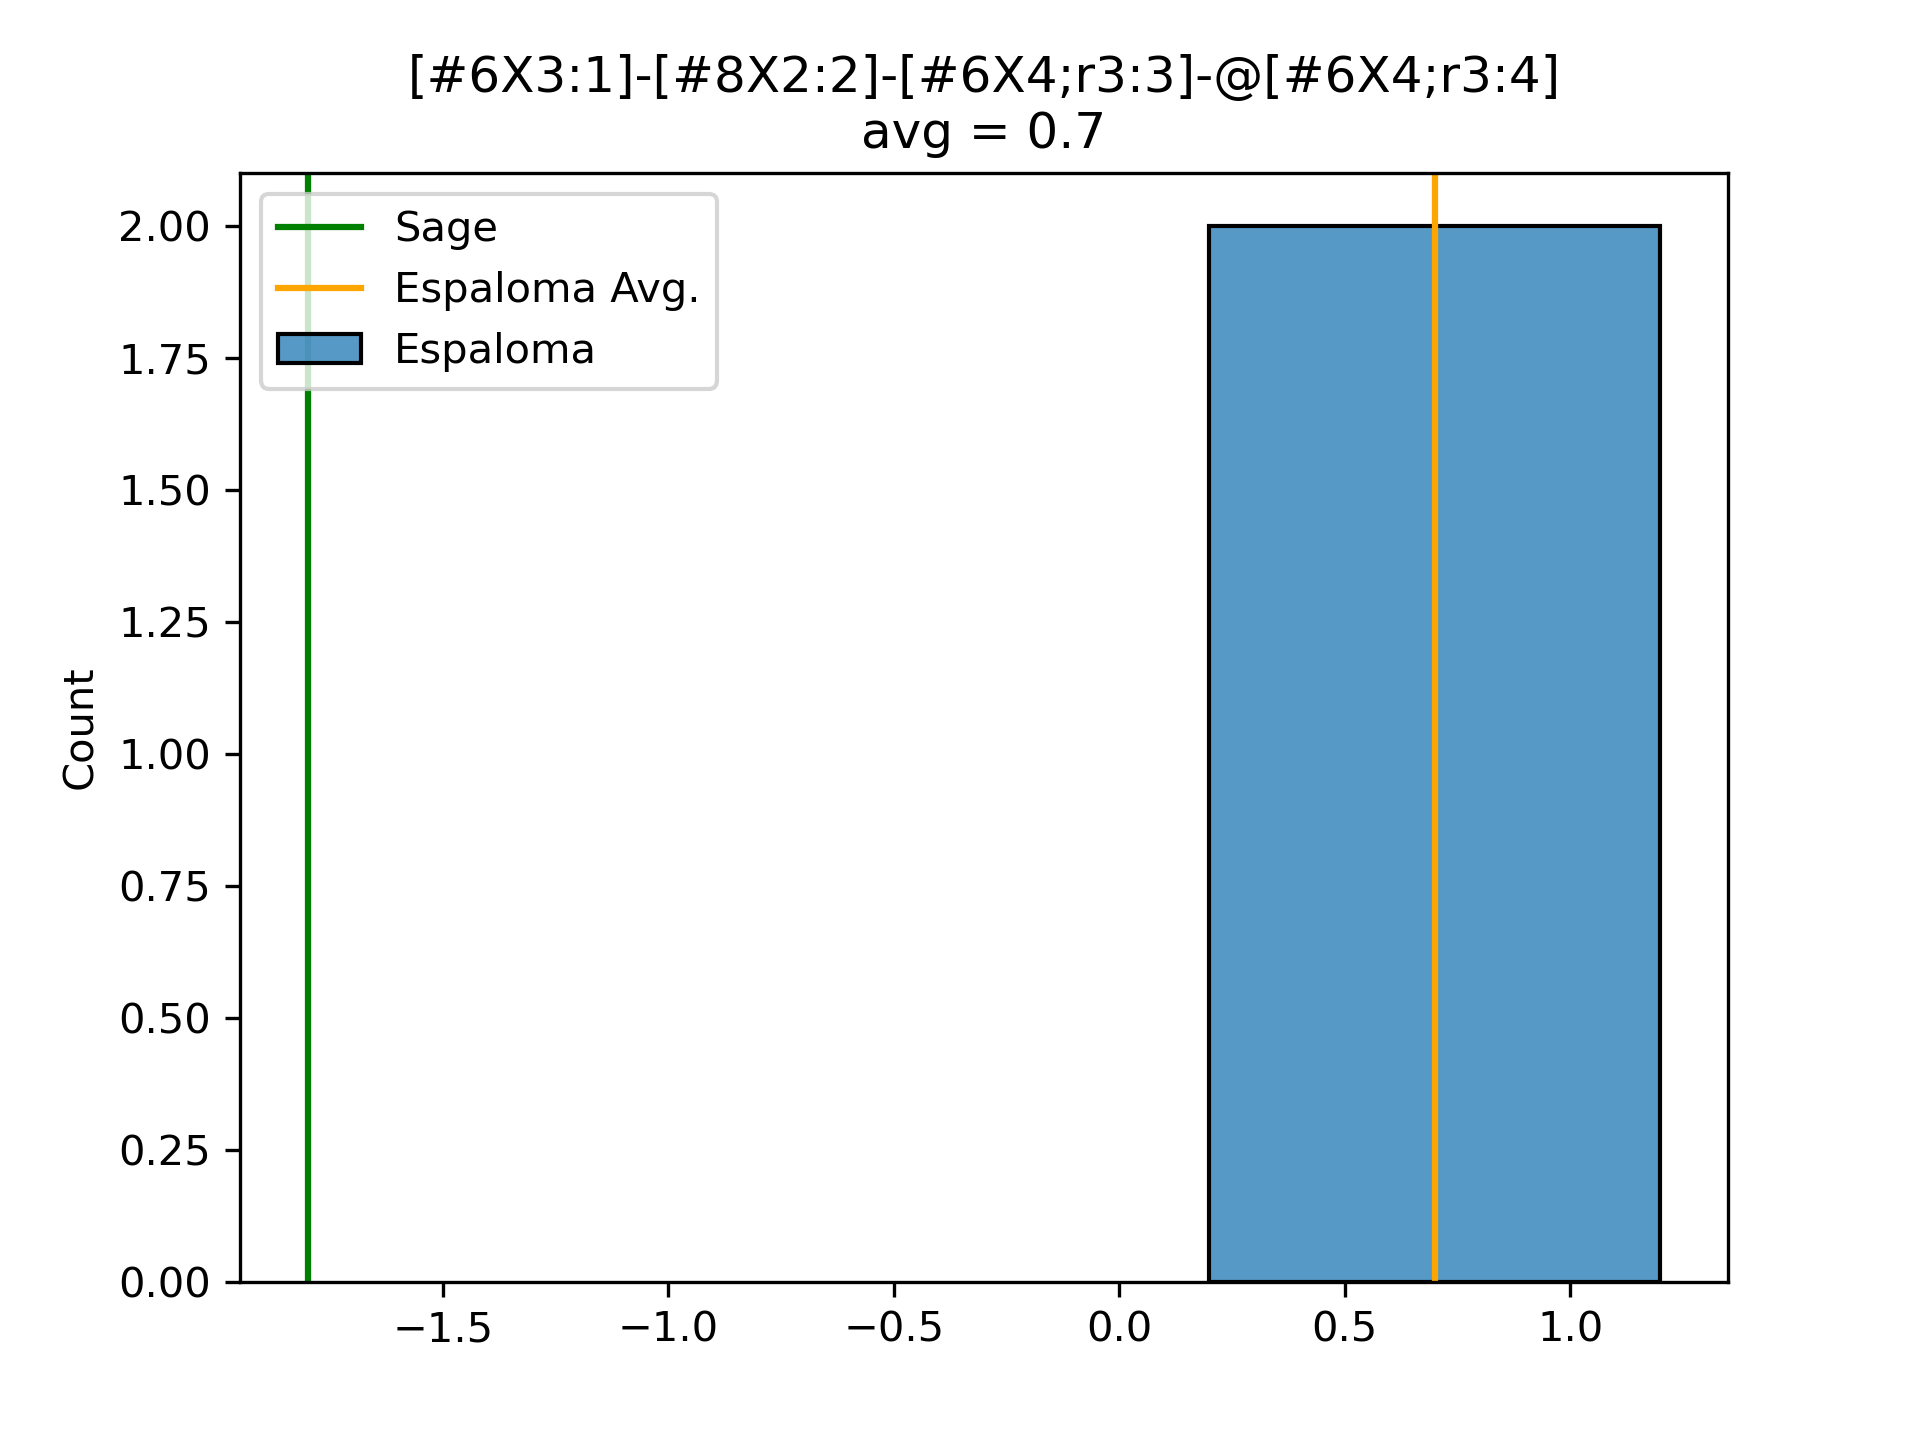 [#6X3:1]-[#8X2:2]-[#6X4;r3:3]-@[#6X4;r3:4]
avg = 0.7
Sage
Espaloma Avg.
Espaloma
Count
2.00
1.75
1.50
1.25
1.00
0.75
0.50
0.25
0.00
−1.5
−1.0
−0.5
0.0
0.5
1.0